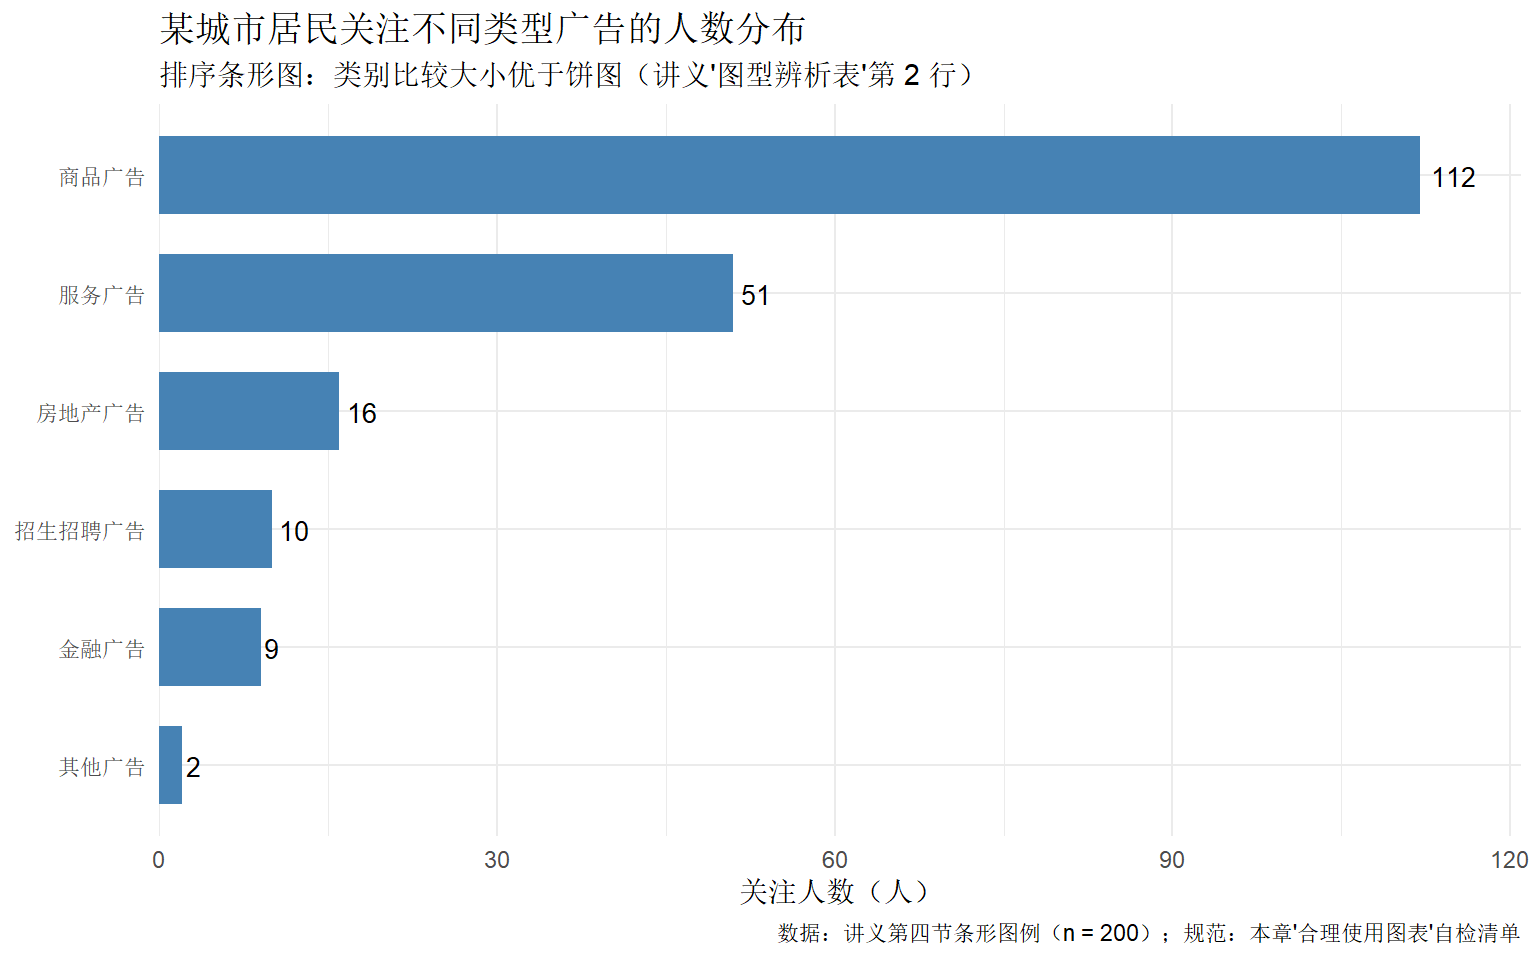 某城市居民关注不同类型广告的人数分布
排序条形图：类别比较大小优于饼图（讲义'图型辨析表'第 2 行）
商品广告 112
服务广告 51
房地产广告 16
招生招聘广告 10
金融广告 9
其他广告 2
0 30 60 90 120
关注人数（人）
数据：讲义第四节条形图例（n = 200）；规范：本章'合理使用图表'自检清单